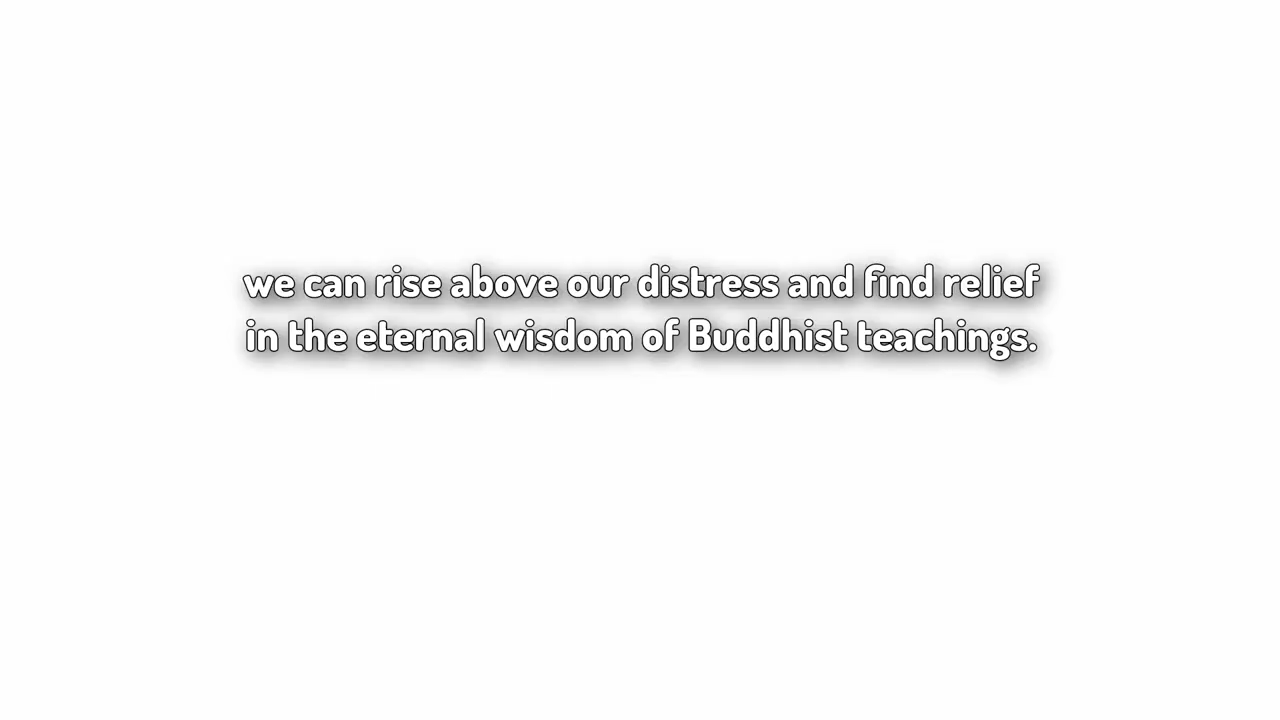 we can rise above our distress and find relief
in the eternal wisdom of Buddhist teachings.